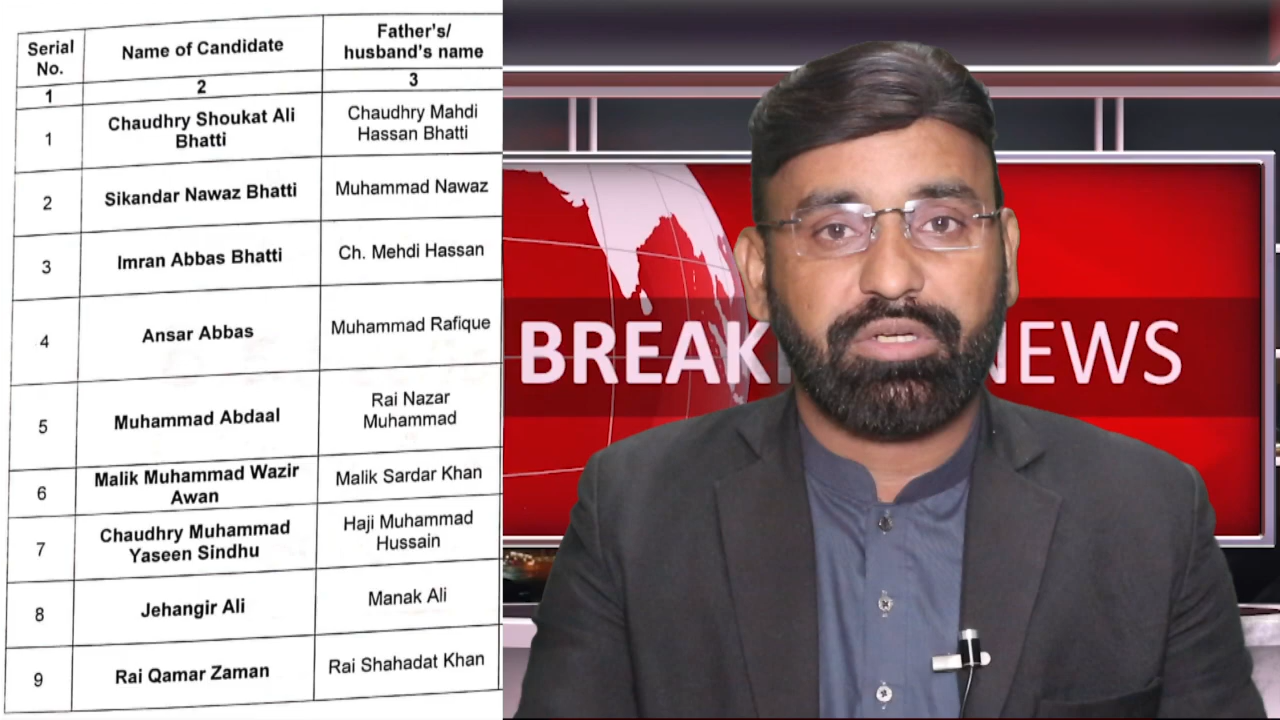 Serial No.
Name of Candidate
Father's/ husband's name
1
2
3
1
Chaudhry Shoukat Ali
Bhatti
Chaudhry Mahdi
Hassan Bhatti
2
Sikandar Nawaz Bhatti
Muhammad Nawaz
3
Imran Abbas Bhatti
Ch. Mehdi Hassan
4
Ansar Abbas
Muhammad Rafique
5
Muhammad Abdaal
Rai Nazar
Muhammad
6
Malik Muhammad Wazir
Awan
Malik Sardar Khan
7
Chaudhry Muhammad
Yaseen Sindhu
Haji Muhammad
Hussain
8
Jehangir Ali
Manak Ali
9
Rai Qamar Zaman
Rai Shahadat Khan
BREAK NEWS